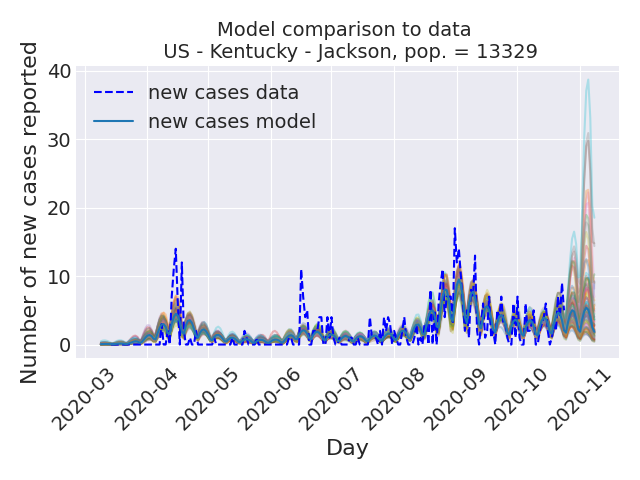 Model comparison to data
US - Kentucky - Jackson, pop. = 13329
Number of new cases reported
40
30
20
10
0
new cases data
new cases model
2020-03
2020-04
2020-05
2020-06
2020-07
2020-08
2020-09
2020-10
2020-11
Day